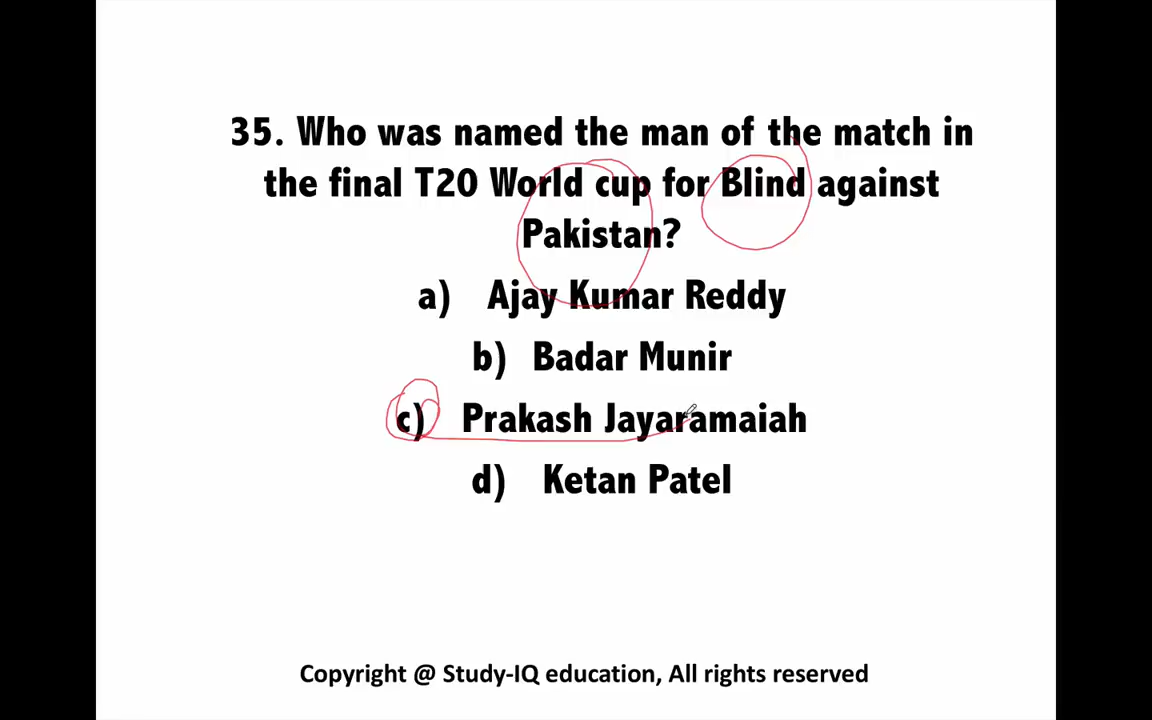 35. Who was named the man of the match in
the final T20 World cup for Blind against
Pakistan?
a) Ajay Kumar Reddy
b) Badar Munir
c) Prakash Jayaramaiah
d) Ketan Patel
Copyright @ Study-IQ education, All rights reserved